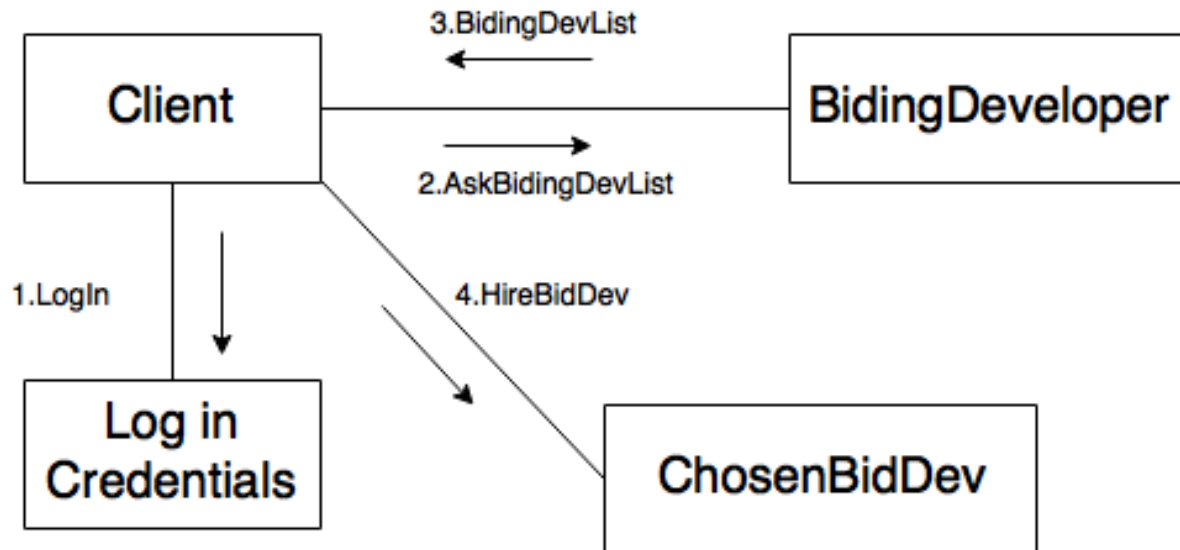 3.BidingDevList
Client
BidingDeveloper
2.AskBidingDevList
1.LogIn
4.HireBidDev
Log in
Credentials
ChosenBidDev